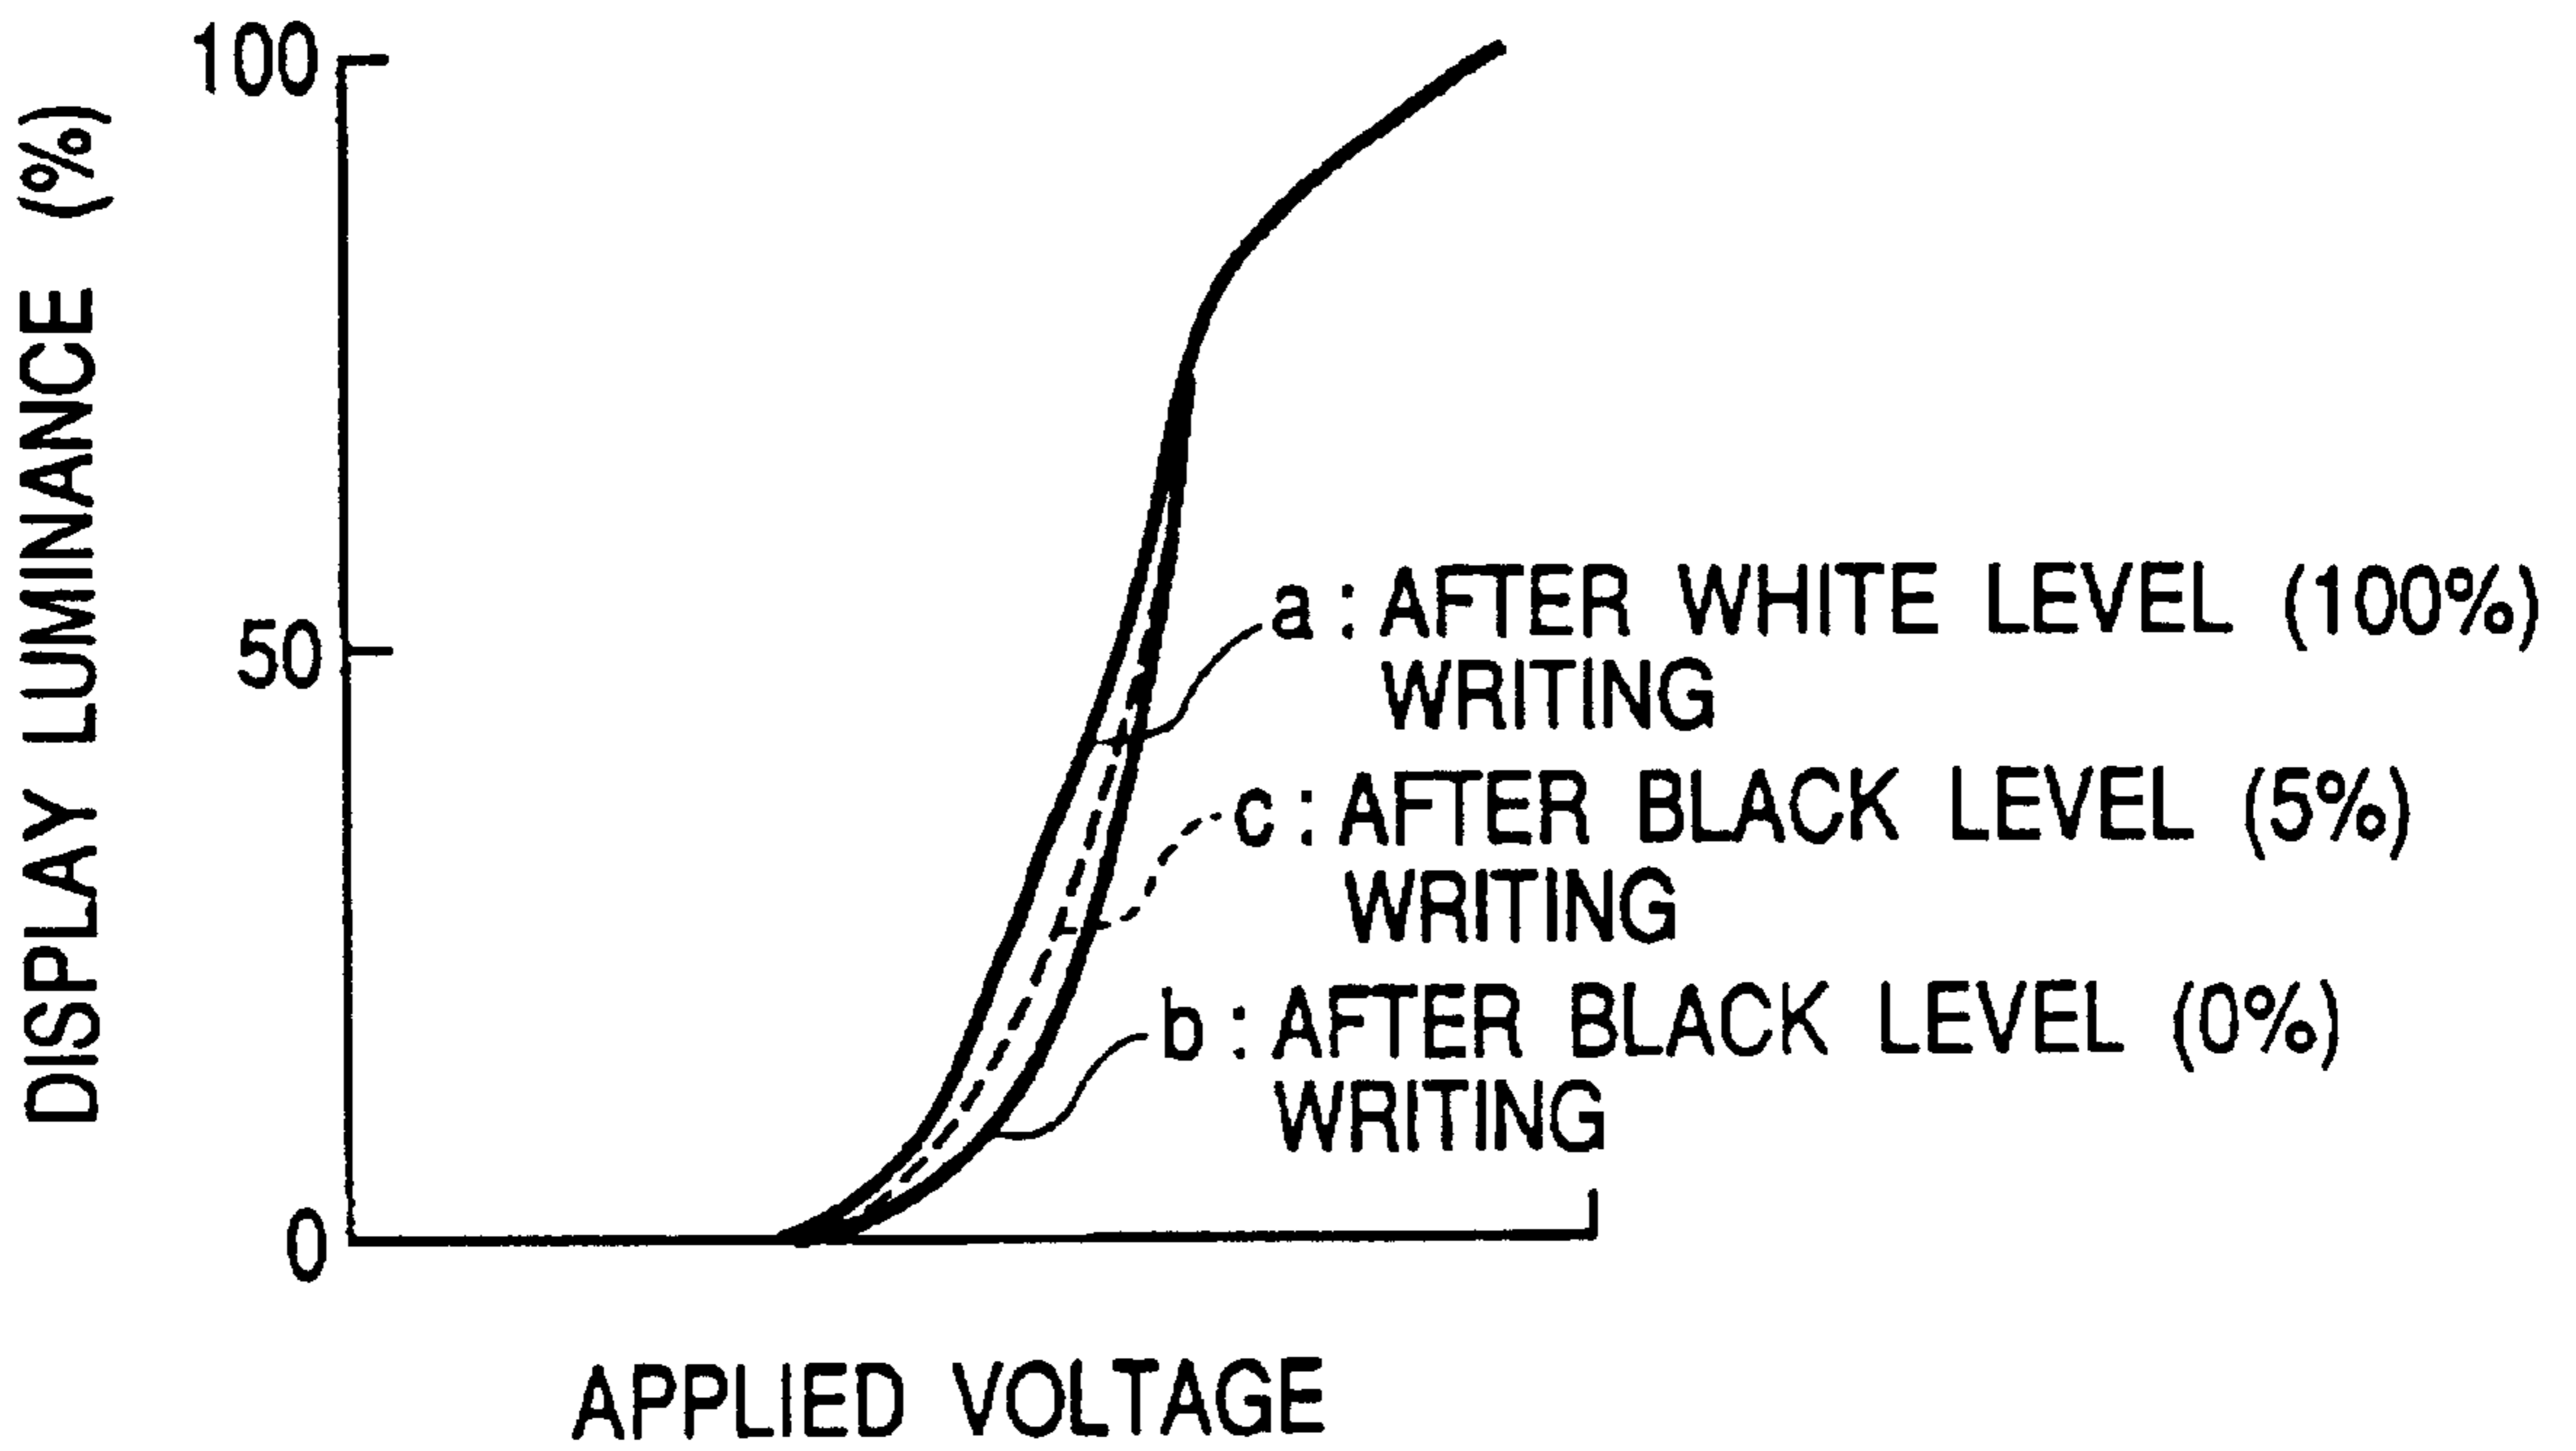 100
DISPLAY LUMINANCE (%)
50
0
a : AFTER WHITE LEVEL (100%)
WRITING
c : AFTER BLACK LEVEL (5%)
WRITING
b : AFTER BLACK LEVEL (0%)
WRITING
APPLIED VOLTAGE